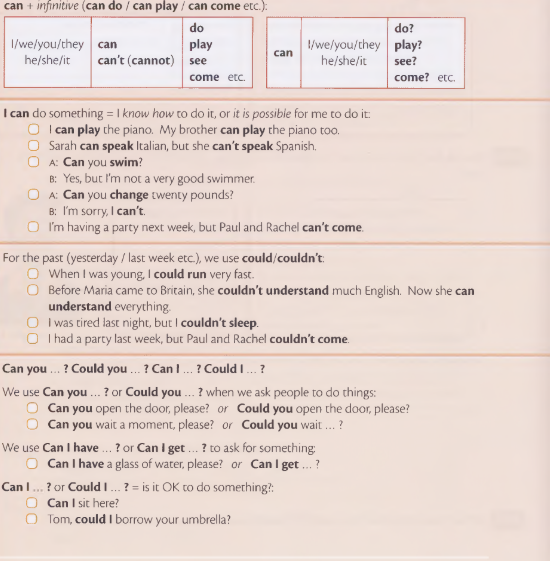 can + infinitive (can do / can play / can come etc.):
I/we/you/they
he/she/it
can
can't (cannot)
do
play
see
come etc.
can
I/we/you/they
he/she/it
do?
play?
see?
come? etc.
I can do something = I know how to do it, or it is possible for me to do it:
I can play the piano. My brother can play the piano too.
Sarah can speak Italian, but she can't speak Spanish.
A: Can you swim?
B: Yes, but I'm not a very good swimmer.
A: Can you change twenty pounds?
B: I'm sorry, I can't.
I'm having a party next week, but Paul and Rachel can't come.
For the past (yesterday / last week etc.), we use could/couldn't:
When I was young, I could run very fast.
Before Maria came to Britain, she couldn't understand much English. Now she can
understand everything.
I was tired last night, but I couldn't sleep.
I had a party last week, but Paul and Rachel couldn't come.
Can you ... ? Could you ... ? Can I ... ? Could I ... ?
We use Can you ... ? or Could you ... ? when we ask people to do things:
Can you open the door, please? or Could you open the door, please?
Can you wait a moment, please? or Could you wait ... ?
We use Can I have ... ? or Can I get ... ? to ask for something:
Can I have a glass of water, please? or Can I get ... ?
Can I ... ? or Could I ... ? = is it OK to do something?:
Can I sit here?
Tom, could I borrow your umbrella?